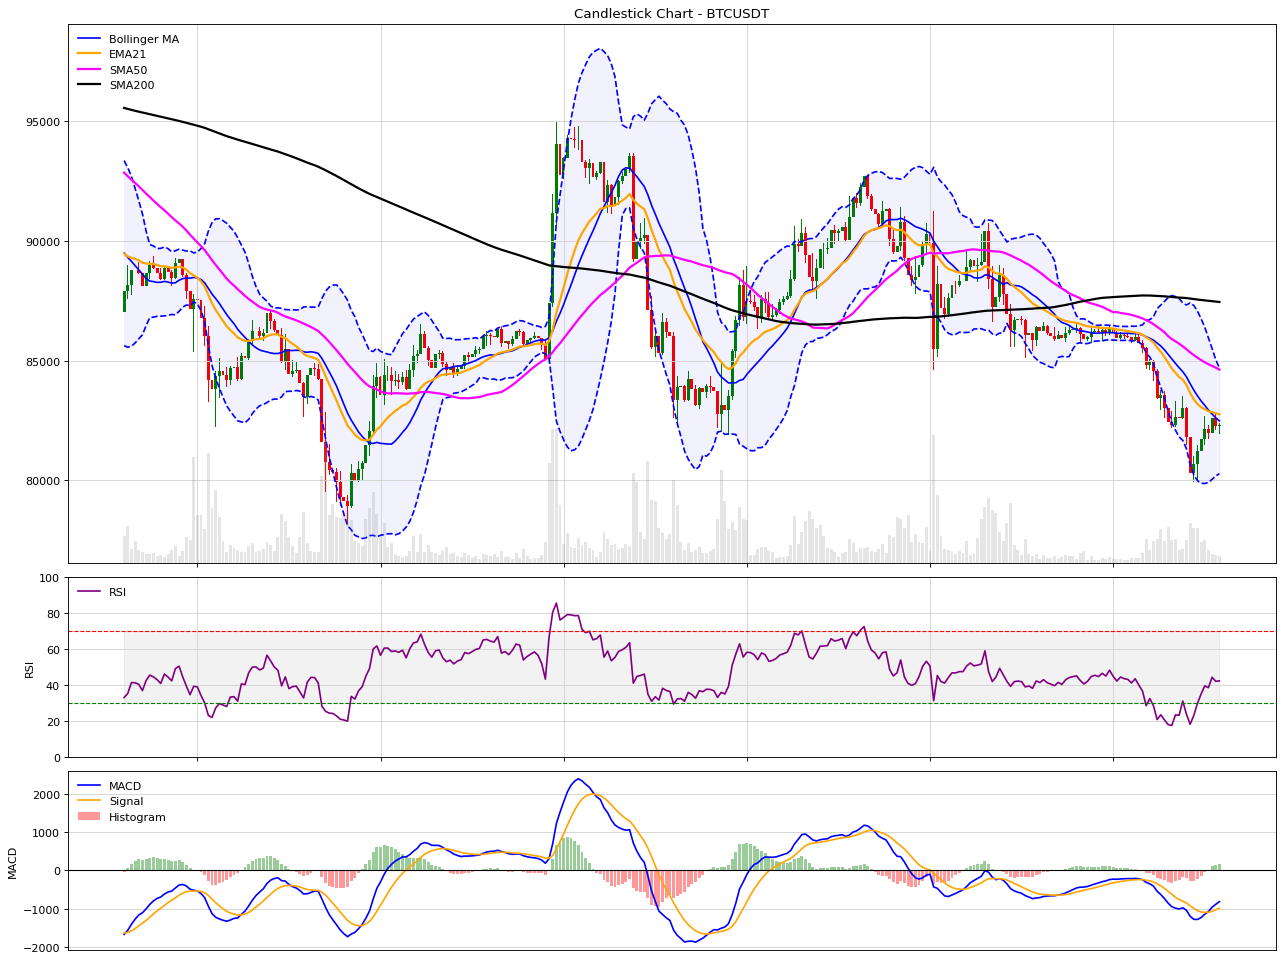 Candlestick Chart - BTCUSDT
Bollinger MA
EMA21
SMA50
SMA200
95000
90000
85000
80000
RSI
100
80
60
40
20
0
RSI
MACD
Signal
Histogram
2000
1000
0
−1000
−2000
MACD